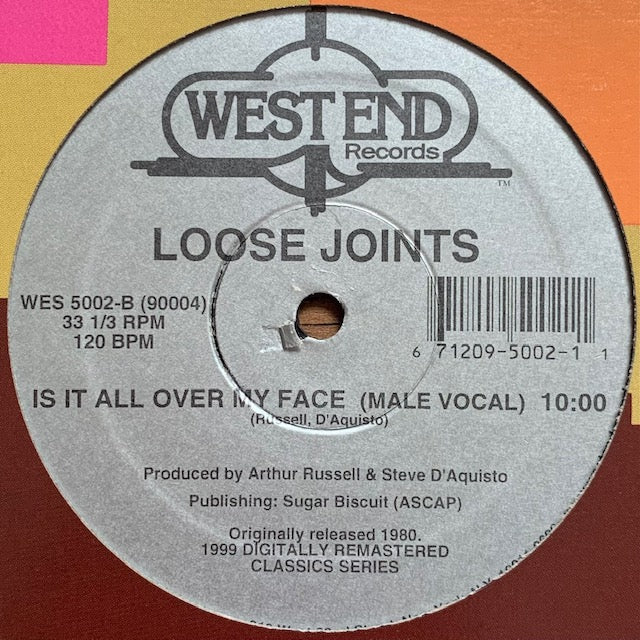 WEST END
Records
TM
LOOSE JOINTS
WES 5002-B (90004)
33 1/3 RPM
120 BPM
6 71209-5002-1 1
IS IT ALL OVER MY FACE (MALE VOCAL) 10:00
(Russell, D'Aquisto)
Produced by Arthur Russell & Steve D'Aquisto
Publishing: Sugar Biscuit (ASCAP)
Originally released 1980.
1999 DIGITALLY REMASTERED
CLASSICS SERIES